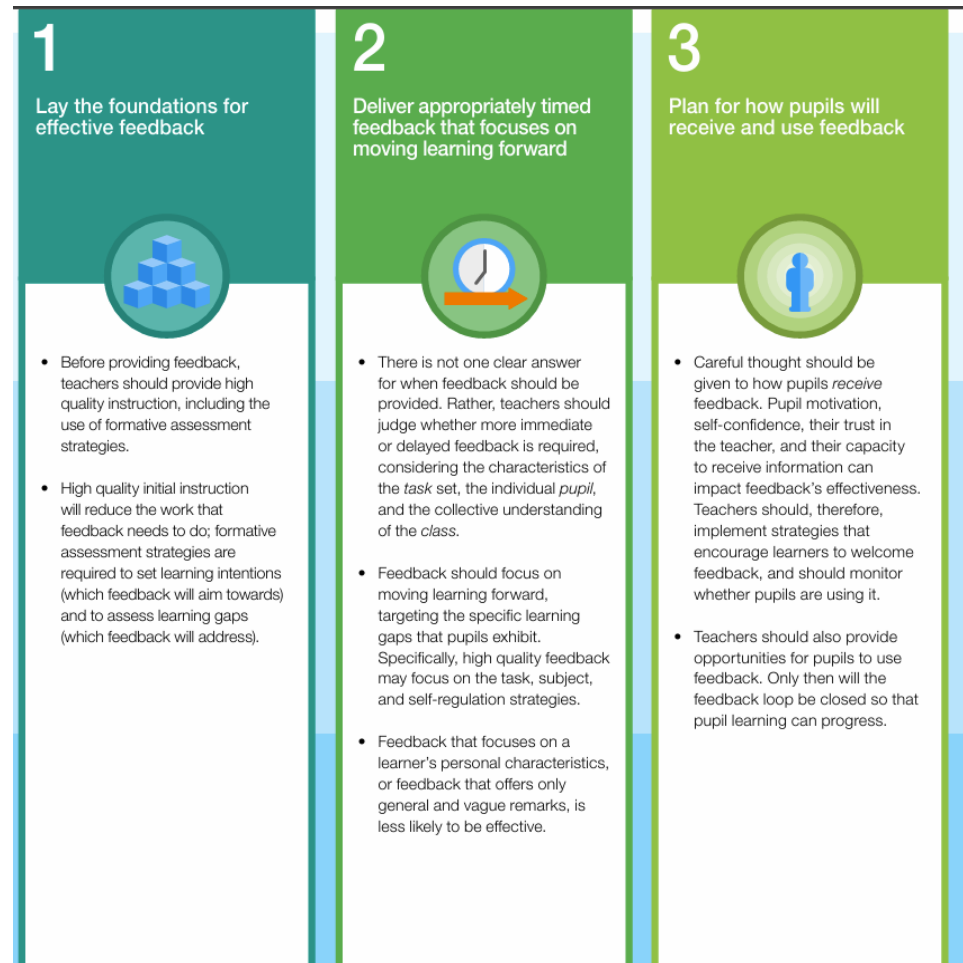 1
Lay the foundations for
effective feedback
• Before providing feedback,
teachers should provide high
quality instruction, including the
use of formative assessment
strategies.
• High quality initial instruction
will reduce the work that
feedback needs to do; formative
assessment strategies are
required to set learning intentions
(which feedback will aim towards)
and to assess learning gaps
(which feedback will address).
2
Deliver appropriately timed
feedback that focuses on
moving learning forward
• There is not one clear answer
for when feedback should be
provided. Rather, teachers should
judge whether more immediate
or delayed feedback is required,
considering the characteristics of
the task set, the individual pupil,
and the collective understanding
of the class.
• Feedback should focus on
moving learning forward,
targeting the specific learning
gaps that pupils exhibit.
Specifically, high quality feedback
may focus on the task, subject,
and self-regulation strategies.
• Feedback that focuses on a
learner’s personal characteristics,
or feedback that offers only
general and vague remarks, is
less likely to be effective.
3
Plan for how pupils will
receive and use feedback
• Careful thought should be
given to how pupils receive
feedback. Pupil motivation,
self-confidence, their trust in
the teacher, and their capacity
to receive information can
impact feedback’s effectiveness.
Teachers should, therefore,
implement strategies that
encourage learners to welcome
feedback, and should monitor
whether pupils are using it.
• Teachers should also provide
opportunities for pupils to use
feedback. Only then will the
feedback loop be closed so that
pupil learning can progress.